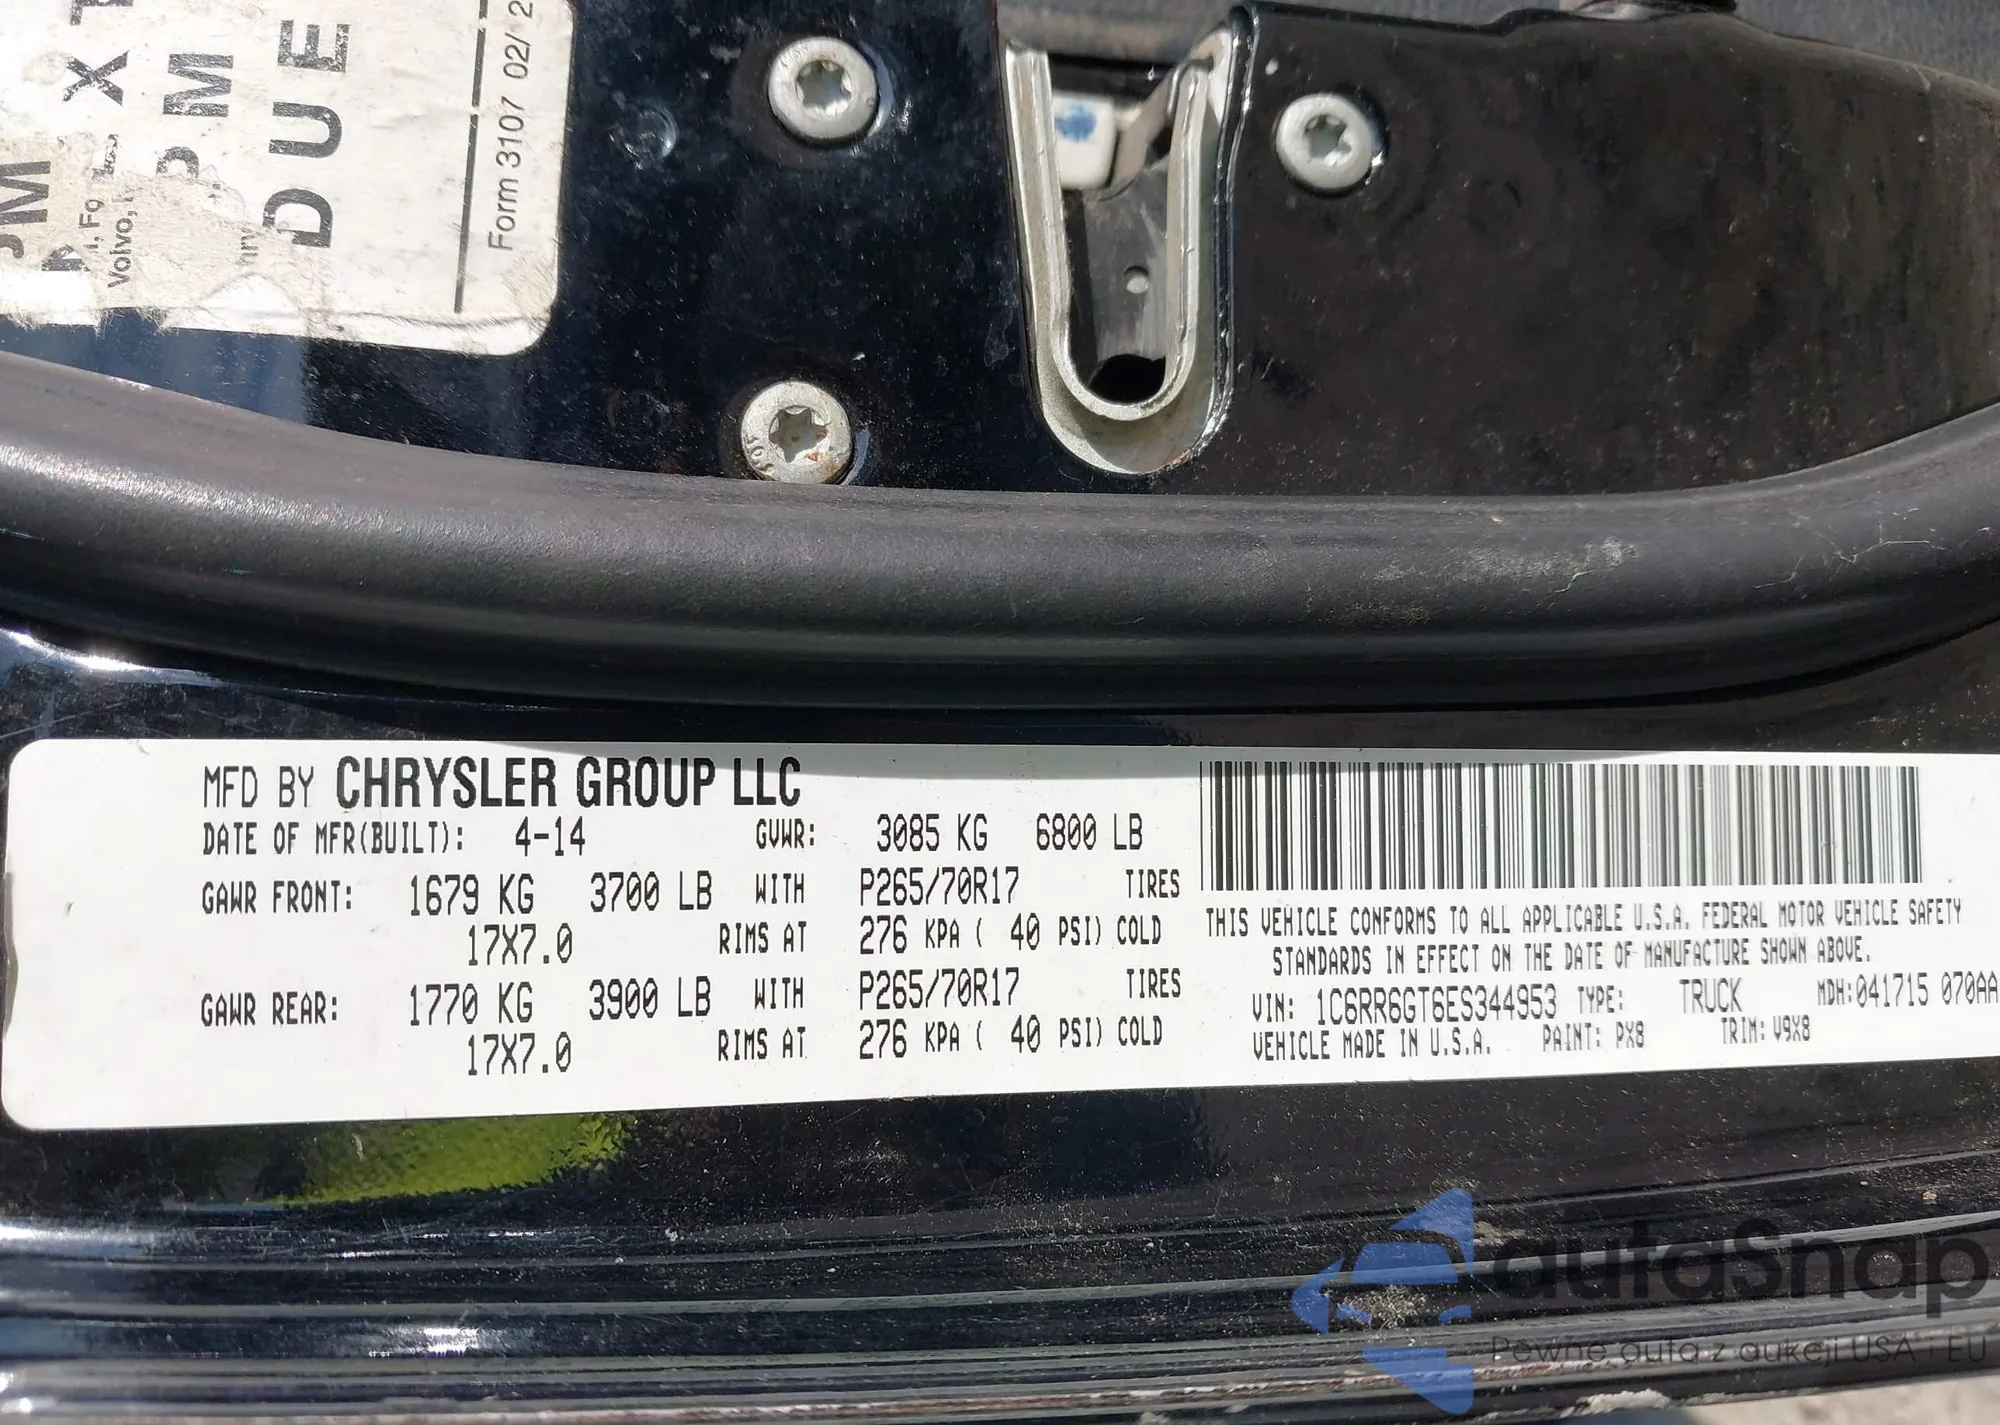 DUE
Form 3107 02/2
Volvo,
MFD BY CHRYSLER GROUP LLC
DATE OF MFR(BUILT): 4-14 GVWR: 3085 KG 6800 LB
GAWR FRONT: 1679 KG 3700 LB WITH P265/70R17 TIRES
17X7.0 RIMS AT 276 KPA ( 40 PSI) COLD
GAWR REAR: 1770 KG 3900 LB WITH P265/70R17 TIRES
17X7.0 RIMS AT 276 KPA ( 40 PSI) COLD
THIS VEHICLE CONFORMS TO ALL APPLICABLE U.S.A. FEDERAL MOTOR VEHICLE SAFETY
STANDARDS IN EFFECT ON THE DATE OF MANUFACTURE SHOWN ABOVE.
VIN: 1C6RR6GT6ES344953 TYPE: TRUCK MDH:041715 070AA
VEHICLE MADE IN U.S.A. PAINT: PX8 TRIM: V9X8
autaSnap
Pewne auta z aukcji USA i EU